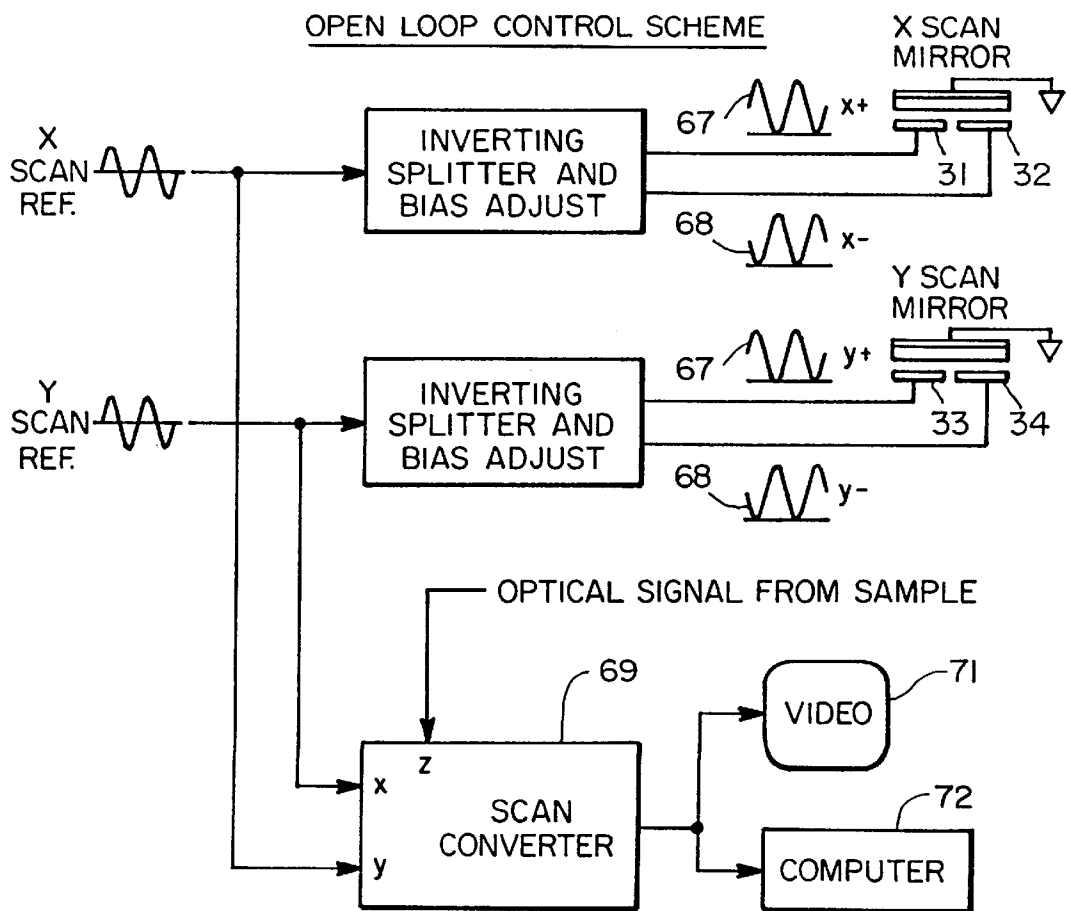 OPEN LOOP CONTROL SCHEME
X SCAN
MIRROR
67
x+
X
SCAN
REF.
INVERTING
SPLITTER AND
BIAS ADJUST
31
32
68
x-
Y SCAN
MIRROR
67
y+
Y
SCAN
REF.
INVERTING
SPLITTER AND
BIAS ADJUST
33
34
68
y-
OPTICAL SIGNAL FROM SAMPLE
69
71
VIDEO
z
x
SCAN
CONVERTER
y
72
COMPUTER